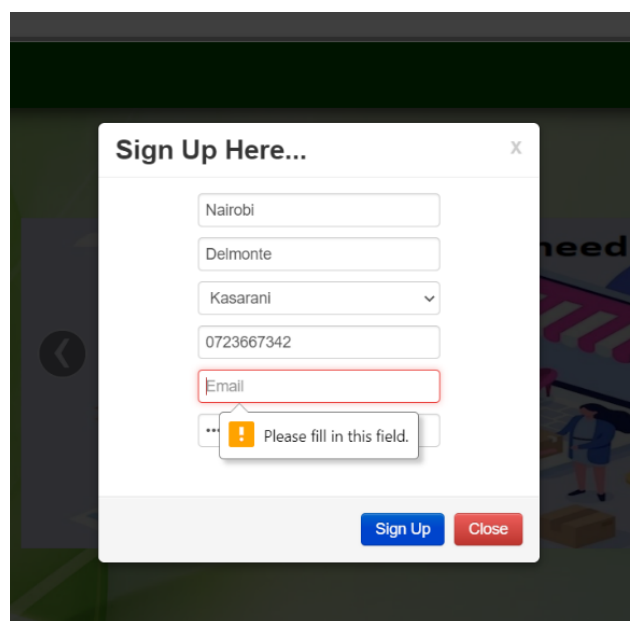 Sign Up Here...
x
Nairobi
need
Delmonte
Kasarani
0723667342
Email
Please fill in this field.
Sign Up
Close